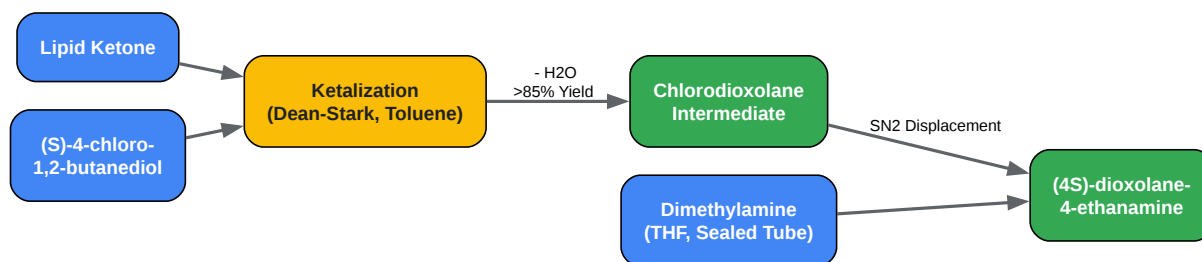 Lipid Ketone
(S)-4-chloro-
1,2-butanediol
Ketalization
(Dean-Stark, Toluene)
- H2O
>85% Yield
Chlorodioxolane
Intermediate
SN2 Displacement
Dimethylamine
(THF, Sealed Tube)
(4S)-dioxolane-
4-ethanamine